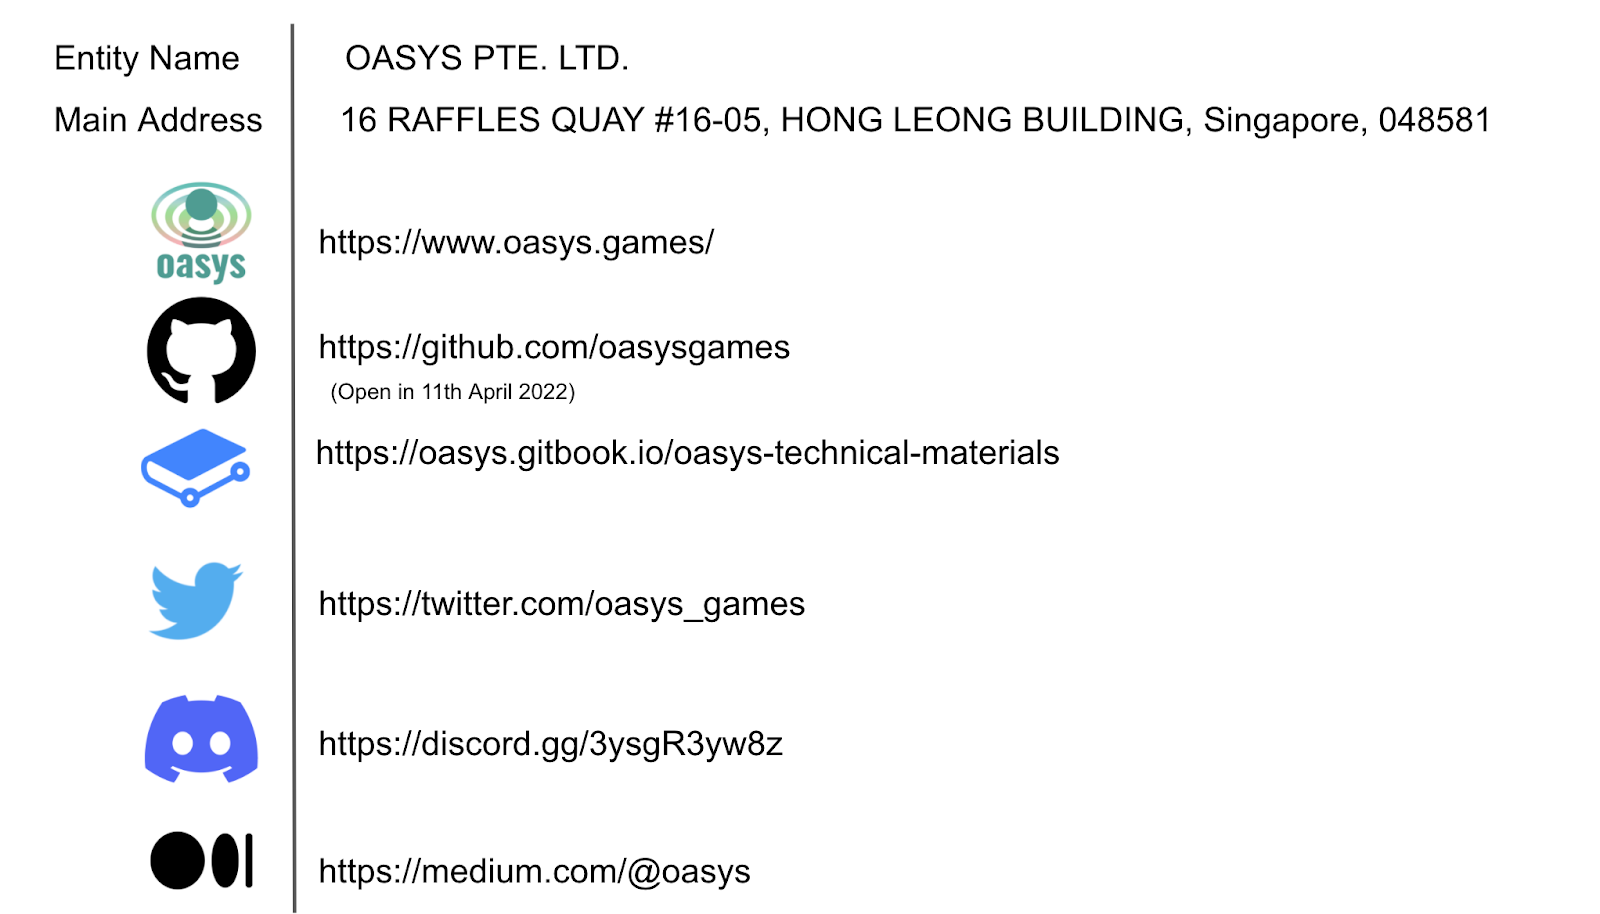 Entity Name OASYS PTE. LTD.
Main Address 16 RAFFLES QUAY #16-05, HONG LEONG BUILDING, Singapore, 048581
oasys https://www.oasys.games/
https://github.com/oasysgames
(Open in 11th April 2022)
https://oasys.gitbook.io/oasys-technical-materials
https://twitter.com/oasys_games
https://discord.gg/3ysgR3yw8z
https://medium.com/@oasys